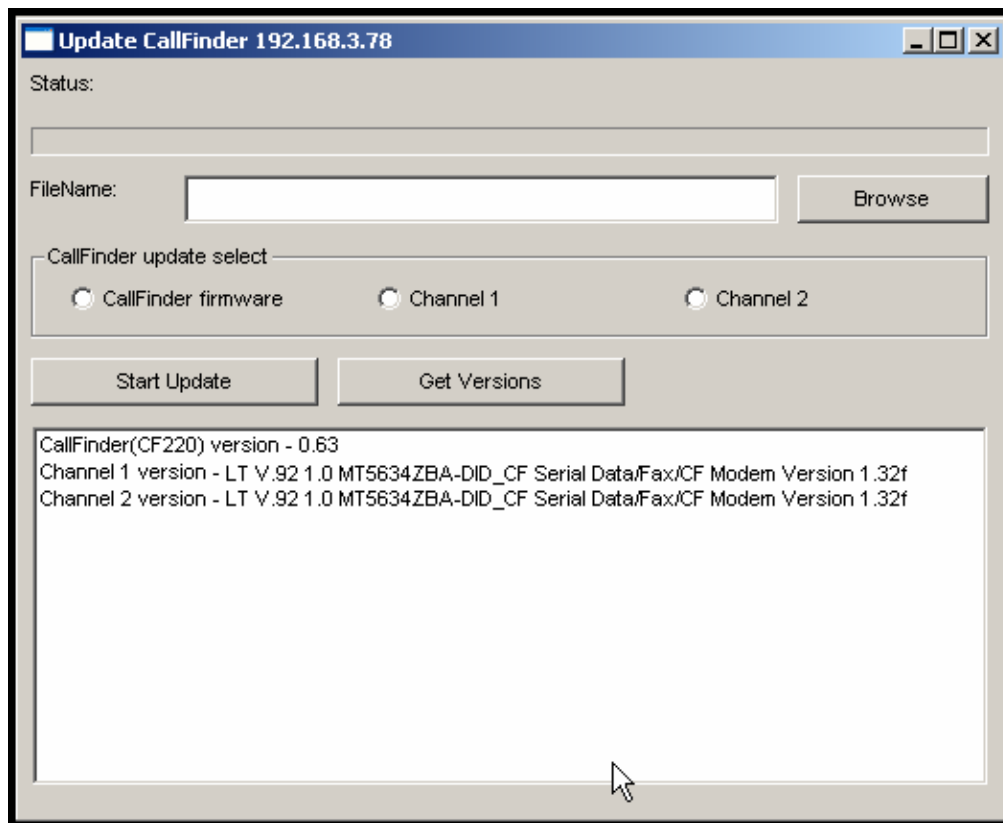 Update CallFinder 192.168.3.78
Status:
FileName:
Browse
CallFinder update select
CallFinder firmware
Channel 1
Channel 2
Start Update
Get Versions
CallFinder(CF220) version - 0.63
Channel 1 version - LT V.92 1.0 MT5634ZBA-DID_CF Serial Data/Fax/CF Modem Version 1.32f
Channel 2 version - LT V.92 1.0 MT5634ZBA-DID_CF Serial Data/Fax/CF Modem Version 1.32f